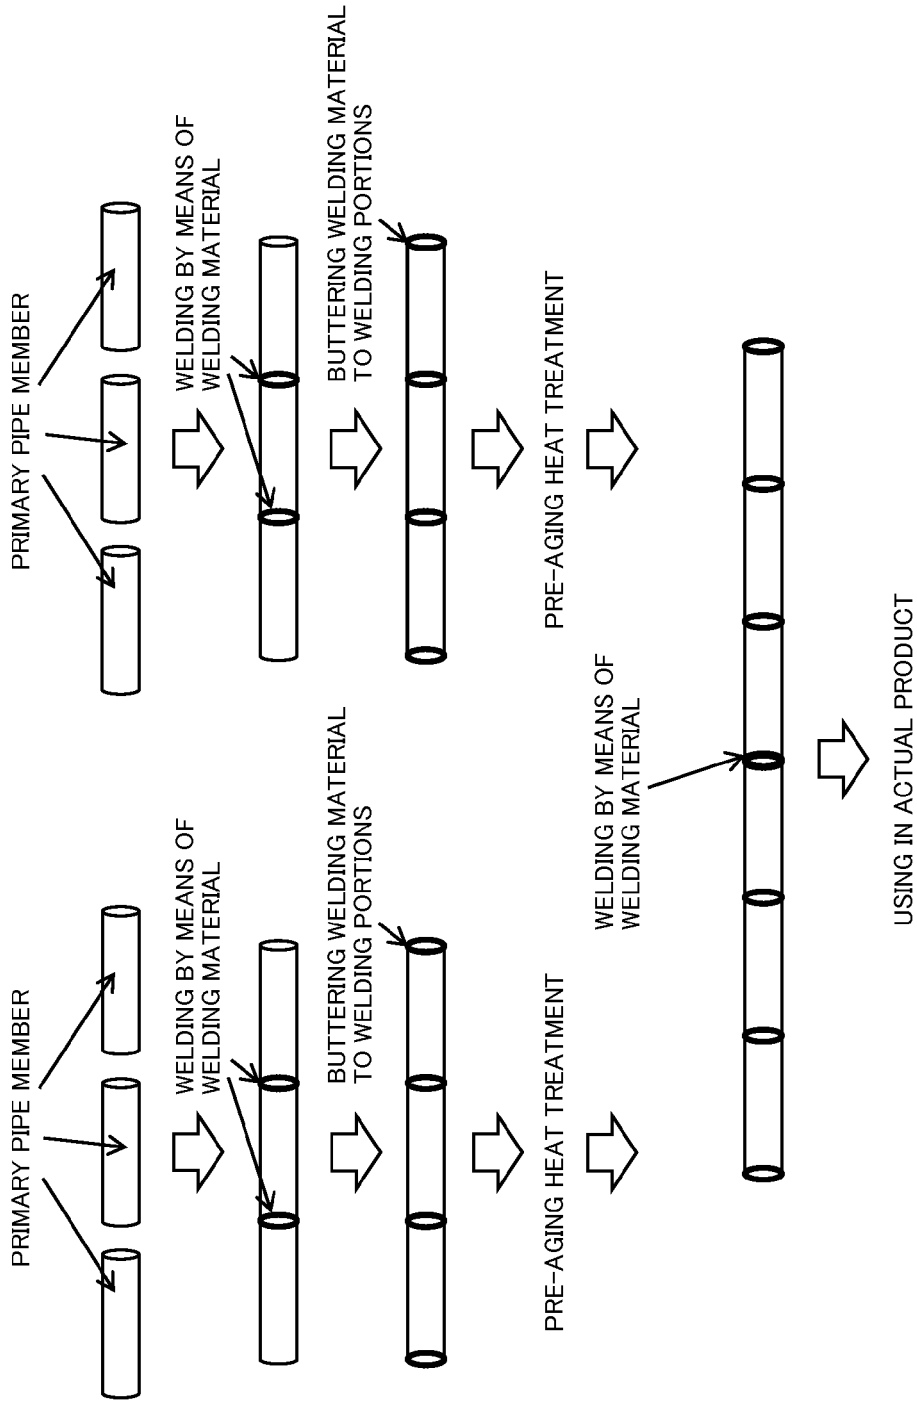 PRIMARY PIPE MEMBER
PRIMARY PIPE MEMBER
WELDING BY MEANS OF
WELDING MATERIAL
WELDING BY MEANS OF
WELDING MATERIAL
BUTTERING WELDING MATERIAL
TO WELDING PORTIONS
BUTTERING WELDING MATERIAL
TO WELDING PORTIONS
PRE-AGING HEAT TREATMENT
PRE-AGING HEAT TREATMENT
WELDING BY MEANS OF
WELDING MATERIAL
USING IN ACTUAL PRODUCT